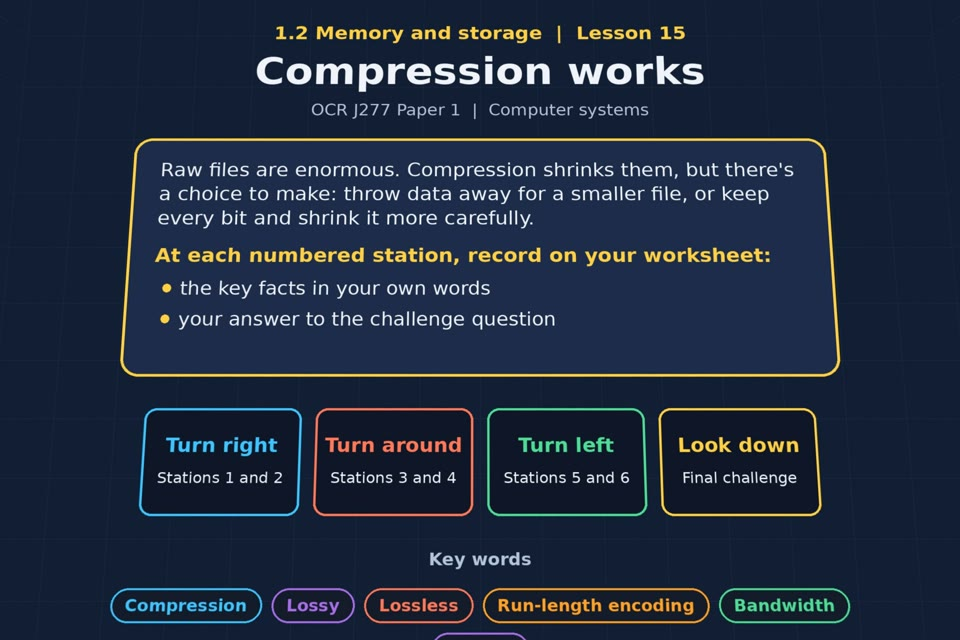 1.2 Memory and storage | Lesson 15
Compression works
OCR J277 Paper 1 | Computer systems
Raw files are enormous. Compression shrinks them, but there's
a choice to make: throw data away for a smaller file, or keep
every bit and shrink it more carefully.
At each numbered station, record on your worksheet:
• the key facts in your own words
• your answer to the challenge question
Turn right
Stations 1 and 2
Turn around
Stations 3 and 4
Turn left
Stations 5 and 6
Look down
Final challenge
Key words
Compression
Lossy
Lossless
Run-length encoding
Bandwidth